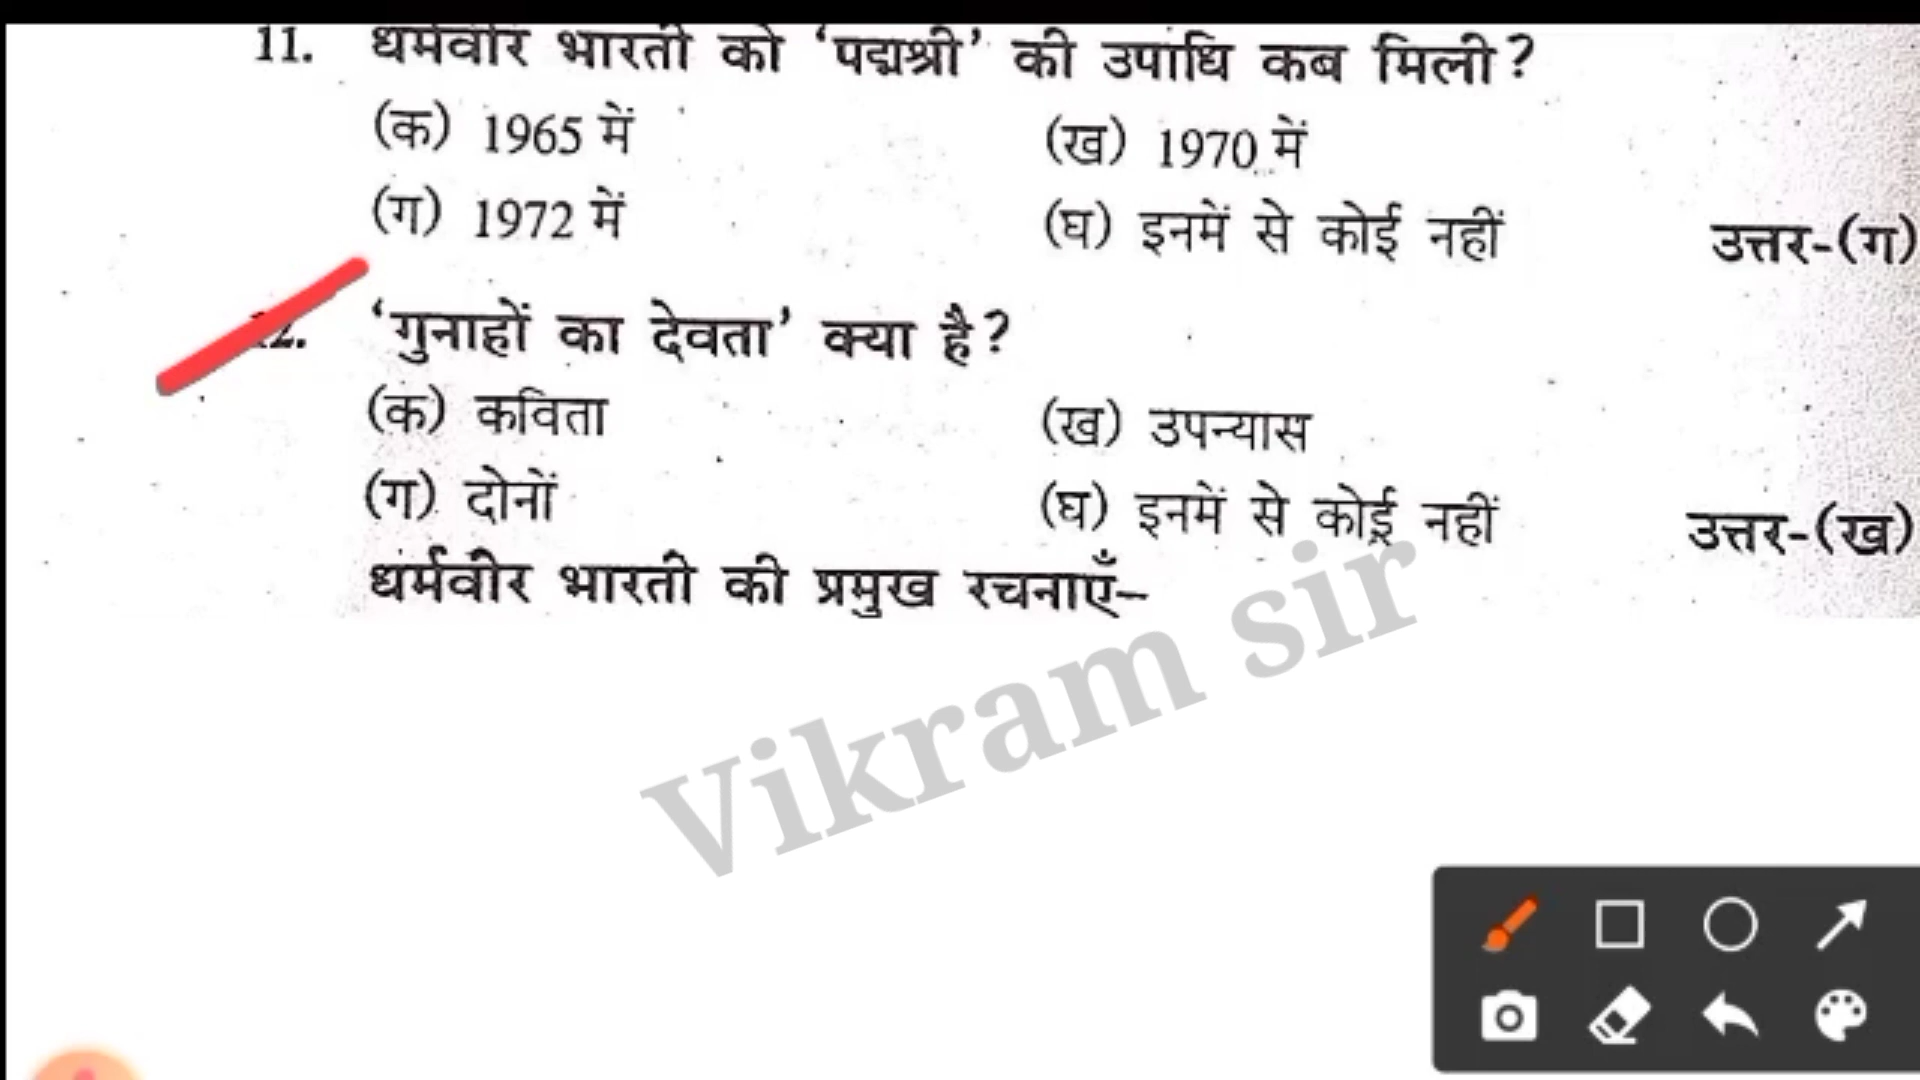 11. धर्मवीर भारती को ‘पद्मश्री’ की उपाधि कब मिली?
(क) 1965 में (ख) 1970 में
(ग) 1972 में (घ) इनमें से कोई नहीं उत्तर-(ग)
12. ‘गुनाहों का देवता’ क्या है?
(क) कविता (ख) उपन्यास
(ग) दोनों (घ) इनमें से कोई नहीं उत्तर-(ख)
धर्मवीर भारती की प्रमुख रचनाएँ–
Vikram sir